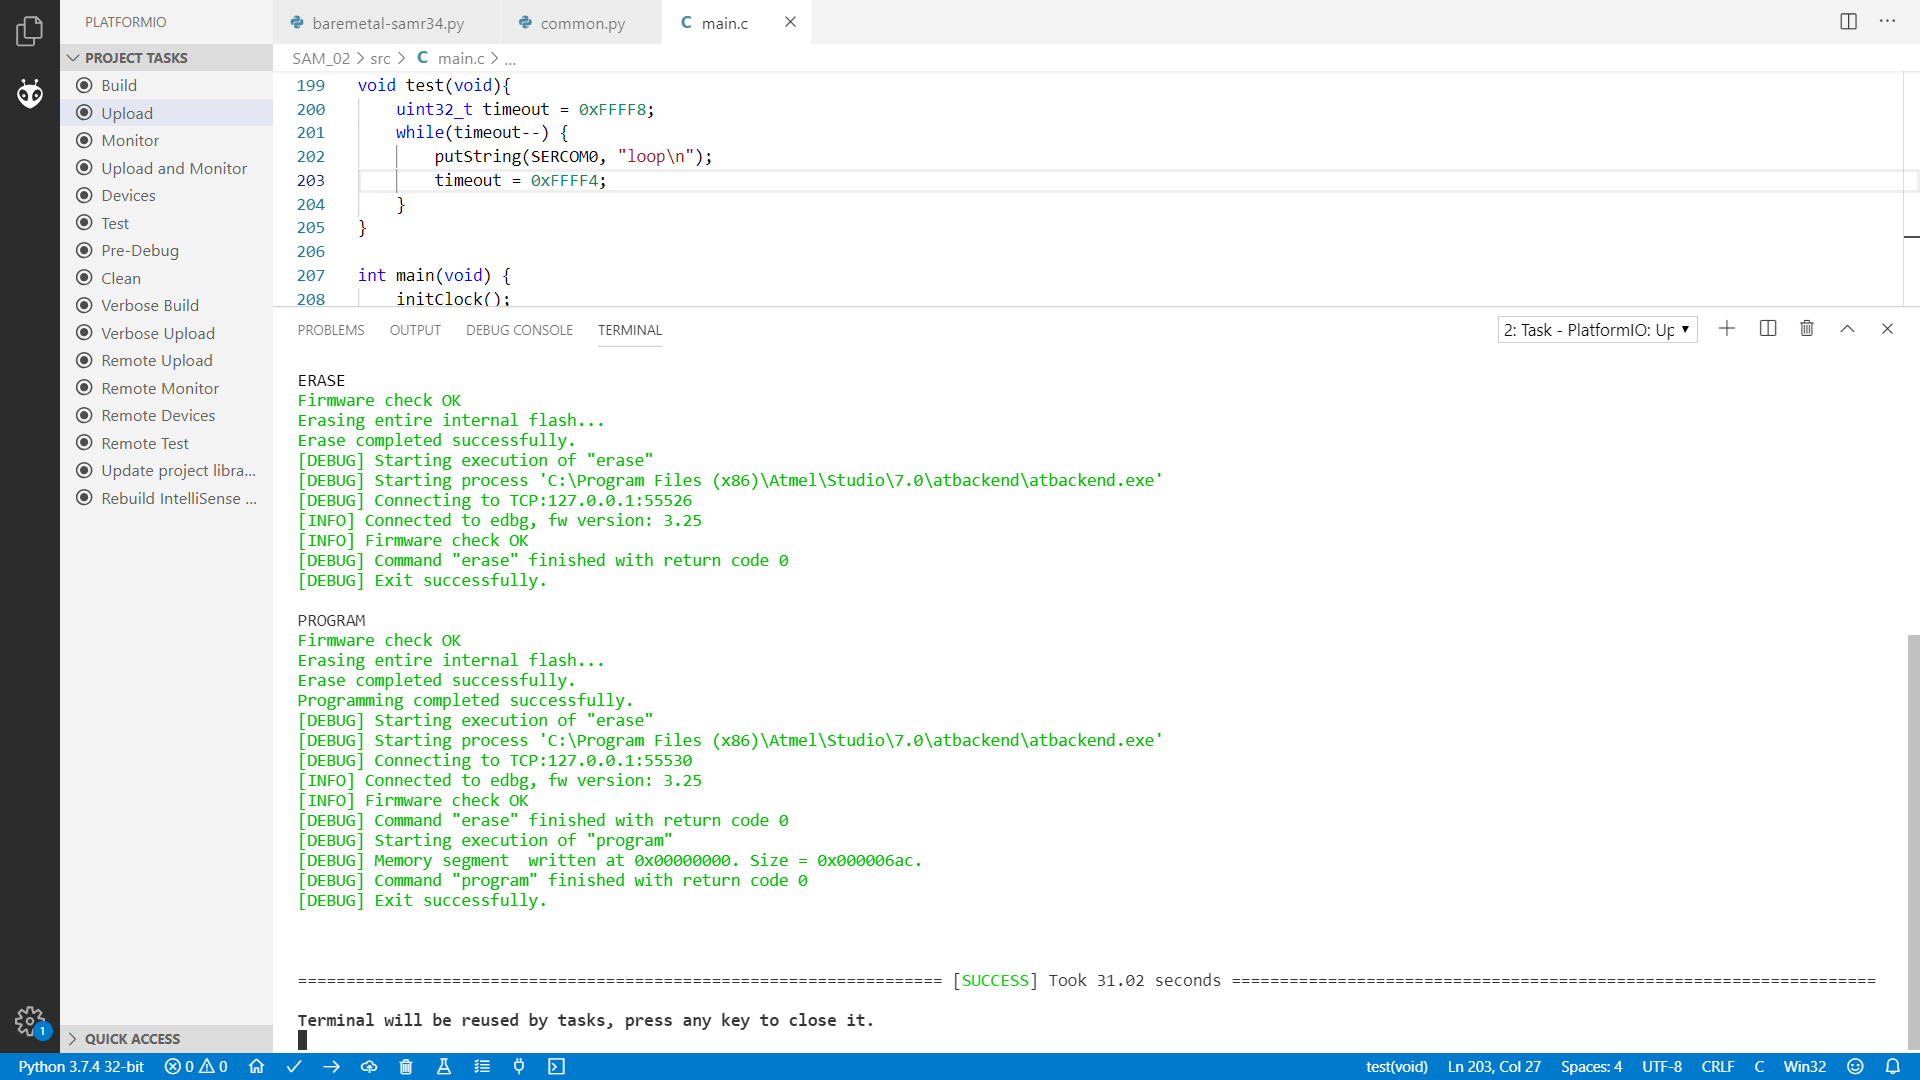 PLATFORMIO
PROJECT TASKS
Build
Upload
Monitor
Upload and Monitor
Devices
Test
Pre-Debug
Clean
Verbose Build
Verbose Upload
Remote Upload
Remote Monitor
Remote Devices
Remote Test
Update project libra...
Rebuild IntelliSense ...
QUICK ACCESS
1
baremetal-samr34.py
common.py
C main.c
SAM_02 > src > C main.c > ...
199 void test(void){
200 uint32_t timeout = 0xFFFF8;
201 while(timeout--) {
202 putString(SERCOM0, "loop\n");
203 timeout = 0xFFFF4;
204 }
205 }
206
207 int main(void) {
208 initClock();
PROBLEMS OUTPUT DEBUG CONSOLE TERMINAL
2: Task - PlatformIO: Up
ERASE
Firmware check OK
Erasing entire internal flash...
Erase completed successfully.
[DEBUG] Starting execution of "erase"
[DEBUG] Starting process 'C:\Program Files (x86)\Atmel\Studio\7.0\atbackend\atbackend.exe'
[DEBUG] Connecting to TCP:127.0.0.1:55526
[INFO] Connected to edbg, fw version: 3.25
[INFO] Firmware check OK
[DEBUG] Command "erase" finished with return code 0
[DEBUG] Exit successfully.
PROGRAM
Firmware check OK
Erasing entire internal flash...
Erase completed successfully.
Programming completed successfully.
[DEBUG] Starting execution of "erase"
[DEBUG] Starting process 'C:\Program Files (x86)\Atmel\Studio\7.0\atbackend\atbackend.exe'
[DEBUG] Connecting to TCP:127.0.0.1:55530
[INFO] Connected to edbg, fw version: 3.25
[INFO] Firmware check OK
[DEBUG] Command "erase" finished with return code 0
[DEBUG] Starting execution of "program"
[DEBUG] Memory segment  written at 0x00000000. Size = 0x000006ac.
[DEBUG] Command "program" finished with return code 0
[DEBUG] Exit successfully.
=================================================================== [SUCCESS] Took 31.02 seconds ===================================================================
Terminal will be reused by tasks, press any key to close it.
Python 3.7.4 32-bit 0 0 test(void) Ln 203, Col 27 Spaces: 4 UTF-8 CRLF C Win32